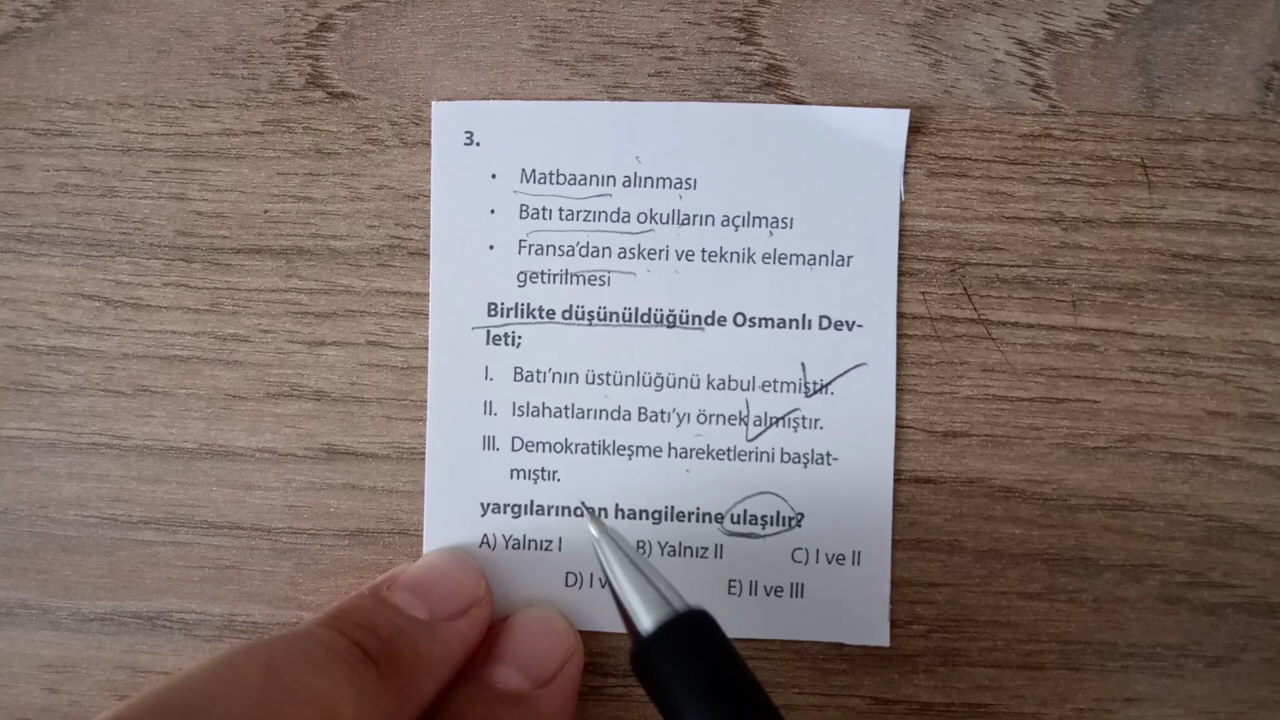 3.
• Matbaanın alınması
• Batı tarzında okulların açılması
• Fransa'dan askeri ve teknik elemanlar
getirilmesi
Birlikte düşünüldüğünde Osmanlı Dev-
leti;
I. Batı'nın üstünlüğünü kabul etmiştir.
II. Islahatlarında Batı'yı örnek almıştır.
III. Demokratikleşme hareketlerini başlat-
mıştır.
yargılarından hangilerine ulaşılır?
A) Yalnız I B) Yalnız II C) I ve II
D) I E) II ve III